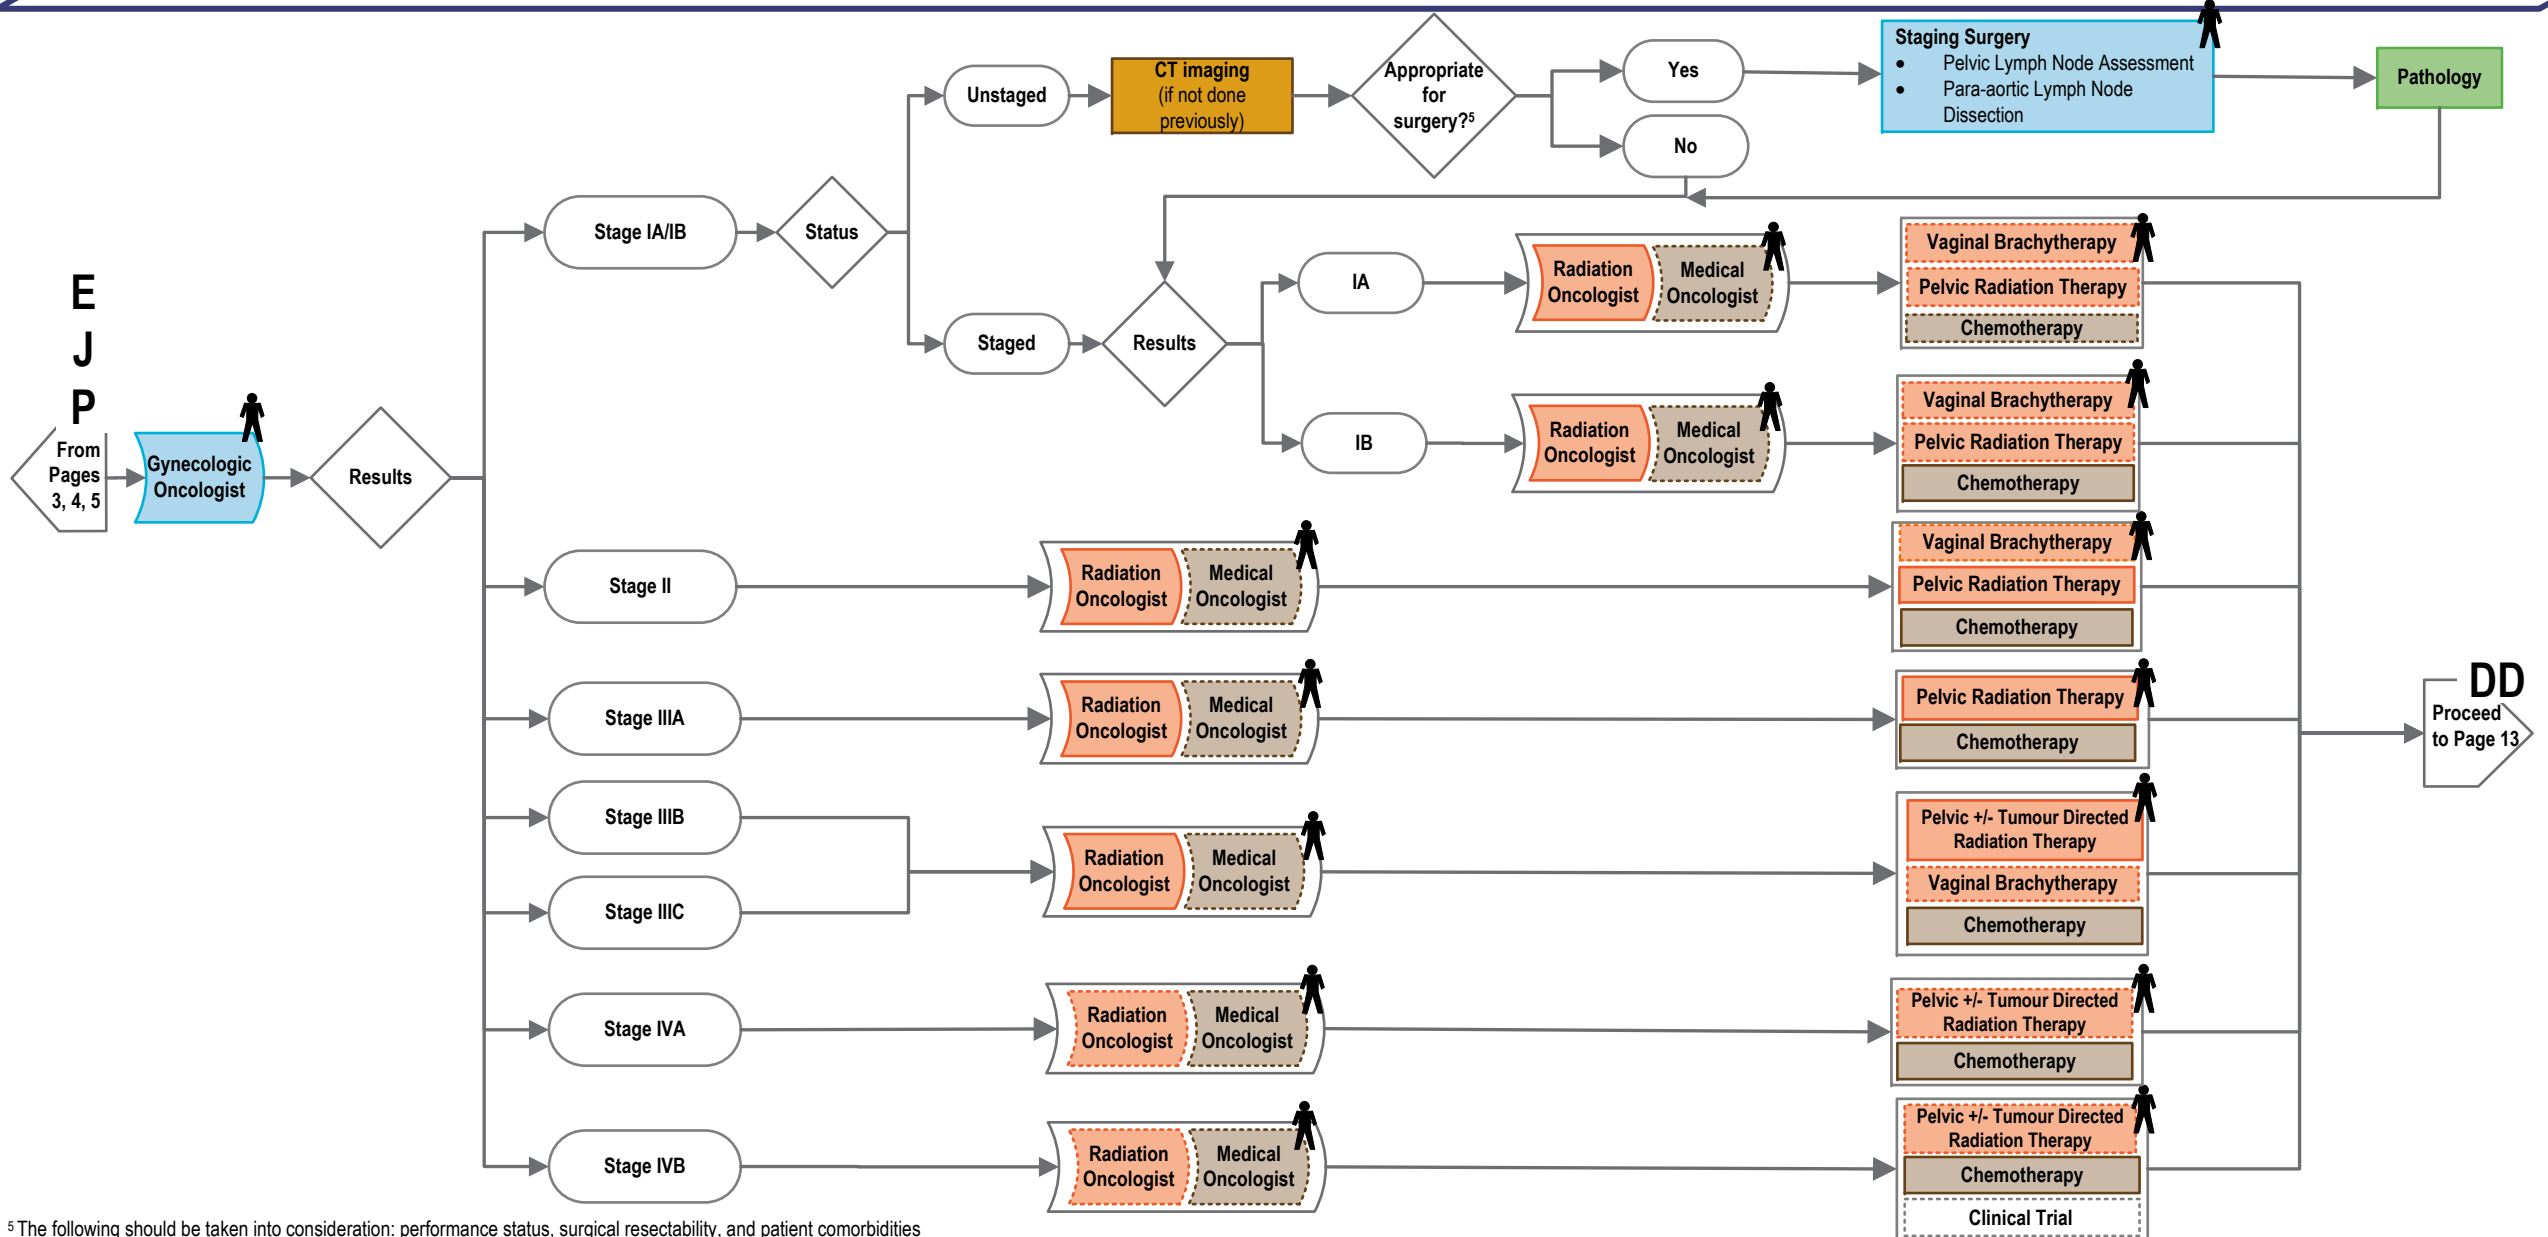 E
J
P
From
Pages
3, 4, 5
Gynecologic
Oncologist
Results
Stage IA/IB
Status
Unstaged
CT imaging
(if not done
previously)
Appropriate
for
surgery?⁵
Yes
No
Staging Surgery
• Pelvic Lymph Node Assessment
• Para-aortic Lymph Node
Dissection
Pathology
Staged
Results
IA
Radiation
Oncologist
Medical
Oncologist
Vaginal Brachytherapy
Pelvic Radiation Therapy
Chemotherapy
IB
Radiation
Oncologist
Medical
Oncologist
Vaginal Brachytherapy
Pelvic Radiation Therapy
Chemotherapy
Stage II
Radiation
Oncologist
Medical
Oncologist
Vaginal Brachytherapy
Pelvic Radiation Therapy
Chemotherapy
Stage IIIA
Radiation
Oncologist
Medical
Oncologist
Pelvic Radiation Therapy
Chemotherapy
Stage IIIB
Stage IIIC
Radiation
Oncologist
Medical
Oncologist
Pelvic +/- Tumour Directed
Radiation Therapy
Vaginal Brachytherapy
Chemotherapy
Stage IVA
Radiation
Oncologist
Medical
Oncologist
Pelvic +/- Tumour Directed
Radiation Therapy
Chemotherapy
Stage IVB
Radiation
Oncologist
Medical
Oncologist
Pelvic +/- Tumour Directed
Radiation Therapy
Chemotherapy
Clinical Trial
DD
Proceed
to Page 13
⁵ The following should be taken into consideration: performance status, surgical resectability, and patient comorbidities